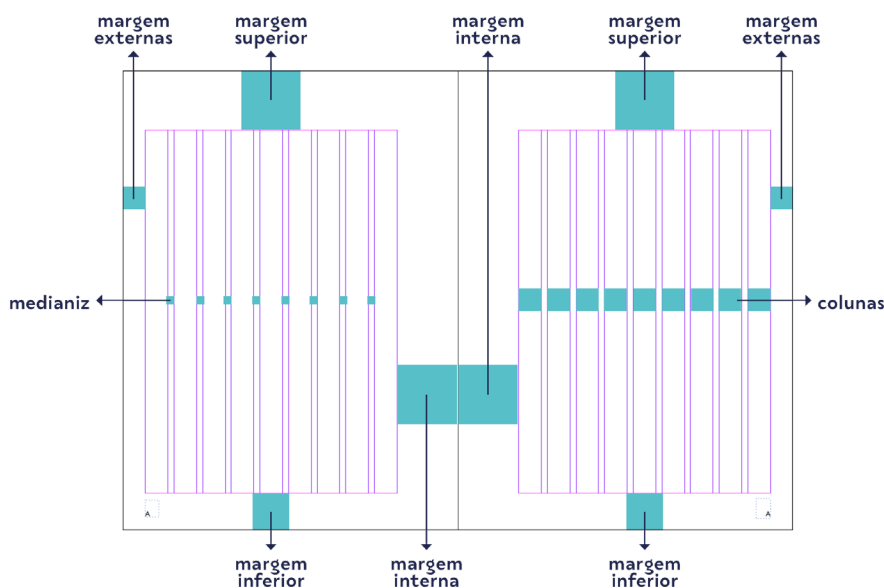 margem
externas
margem
superior
margem
interna
margem
superior
margem
externas
medianiz
colunas
A
A
margem
inferior
margem
interna
margem
inferior